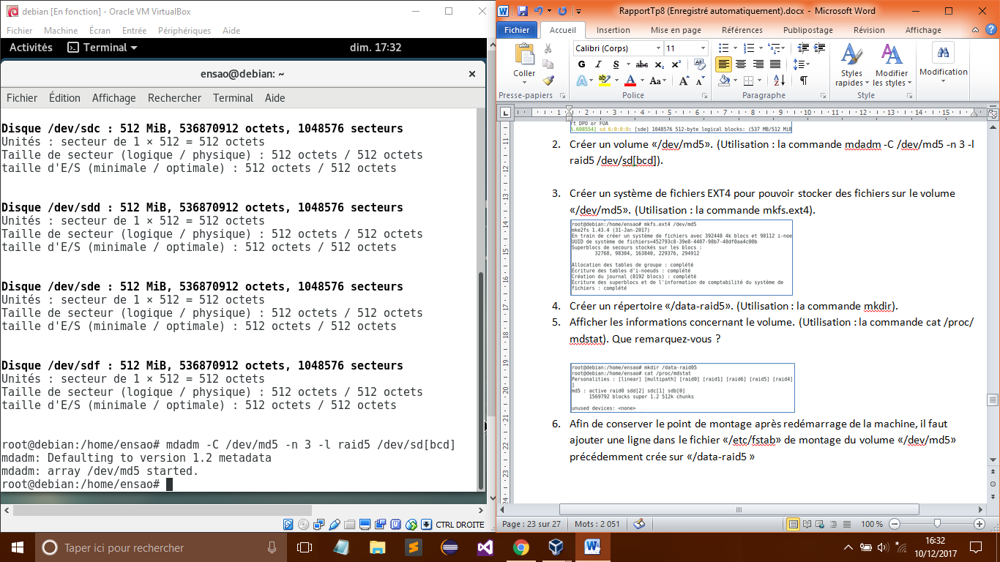 debian [En fonction] - Oracle VM VirtualBox
Fichier Machine Écran Entrée Périphériques Aide
Activités Terminal dim. 17:32
ensao@debian: ~
Fichier Édition Affichage Rechercher Terminal Aide
Disque /dev/sdc : 512 MiB, 536870912 octets, 1048576 secteurs
Unités : secteur de 1 × 512 = 512 octets
Taille de secteur (logique / physique) : 512 octets / 512 octets
taille d'E/S (minimale / optimale) : 512 octets / 512 octets
Disque /dev/sdd : 512 MiB, 536870912 octets, 1048576 secteurs
Unités : secteur de 1 × 512 = 512 octets
Taille de secteur (logique / physique) : 512 octets / 512 octets
taille d'E/S (minimale / optimale) : 512 octets / 512 octets
Disque /dev/sde : 512 MiB, 536870912 octets, 1048576 secteurs
Unités : secteur de 1 × 512 = 512 octets
Taille de secteur (logique / physique) : 512 octets / 512 octets
taille d'E/S (minimale / optimale) : 512 octets / 512 octets
Disque /dev/sdf : 512 MiB, 536870912 octets, 1048576 secteurs
Unités : secteur de 1 × 512 = 512 octets
Taille de secteur (logique / physique) : 512 octets / 512 octets
taille d'E/S (minimale / optimale) : 512 octets / 512 octets
root@debian:/home/ensao# mdadm -C /dev/md5 -n 3 -l raid5 /dev/sd[bcd]
mdadm: Defaulting to version 1.2 metadata
mdadm: array /dev/md5 started.
root@debian:/home/ensao#
CTRL DROITE
RapportTp8 (Enregistré automatiquement).docx - Microsoft Word
Fichier Accueil Insertion Mise en page Références Publipostage Révision Affichage
Coller
Calibri (Corps) 11
G I S abc x₂ x²
Styles rapides
Modifier les styles
Modification
Presse-papiers Police Paragraphe Style
1 1 2 3 4 5 6 7 8 9 10 11 12 13 14 15
rt DPO or FUA
5.608554] sd 6:0:0:0: [sde] 1048576 512-byte logical blocks: (537 MB/512 MiB
2. Créer un volume «/dev/md5». (Utilisation : la commande mdadm -C /dev/md5 -n 3 -l
raid5 /dev/sd[bcd]).
3. Créer un système de fichiers EXT4 pour pouvoir stocker des fichiers sur le volume
«/dev/md5». (Utilisation : la commande mkfs.ext4).
root@debian:/home/ensao# mkfs.ext4 /dev/md5
mke2fs 1.43.4 (31-Jan-2017)
En train de créer un système de fichiers avec 392448 4k blocs et 98112 i-noe
UUID de système de fichiers=452793c8-39e8-4407-98b7-48df0aa4c00b
Superblocs de secours stockés sur les blocs :
32768, 98304, 163840, 229376, 294912
Allocation des tables de groupe : complété
Écriture des tables d'i-noeuds : complété
Création du journal (8192 blocs) : complété
Écriture des superblocs et de l'information de comptabilité du système de
fichiers : complété
4. Créer un répertoire «/data-raid5». (Utilisation : la commande mkdir).
5. Afficher les informations concernant le volume. (Utilisation : la commande cat /proc/
mdstat). Que remarquez-vous ?
root@debian:/home/ensao# mkdir /data-raid05
root@debian:/home/ensao# cat /proc/mdstat
Personalities : [linear] [multipath] [raid0] [raid1] [raid6] [raid5] [raid4]
]
md5 : active raid0 sdd[2] sdc[1] sdb[0]
1569792 blocks super 1.2 512k chunks
unused devices: <none>
6. Afin de conserver le point de montage après redémarrage de la machine, il faut
ajouter une ligne dans le fichier «/etc/fstab» de montage du volume «/dev/md5»
précédemment crée sur «/data-raid5 »
Page : 23 sur 27 Mots : 2 051 100 %
Taper ici pour rechercher
16:32
10/12/2017